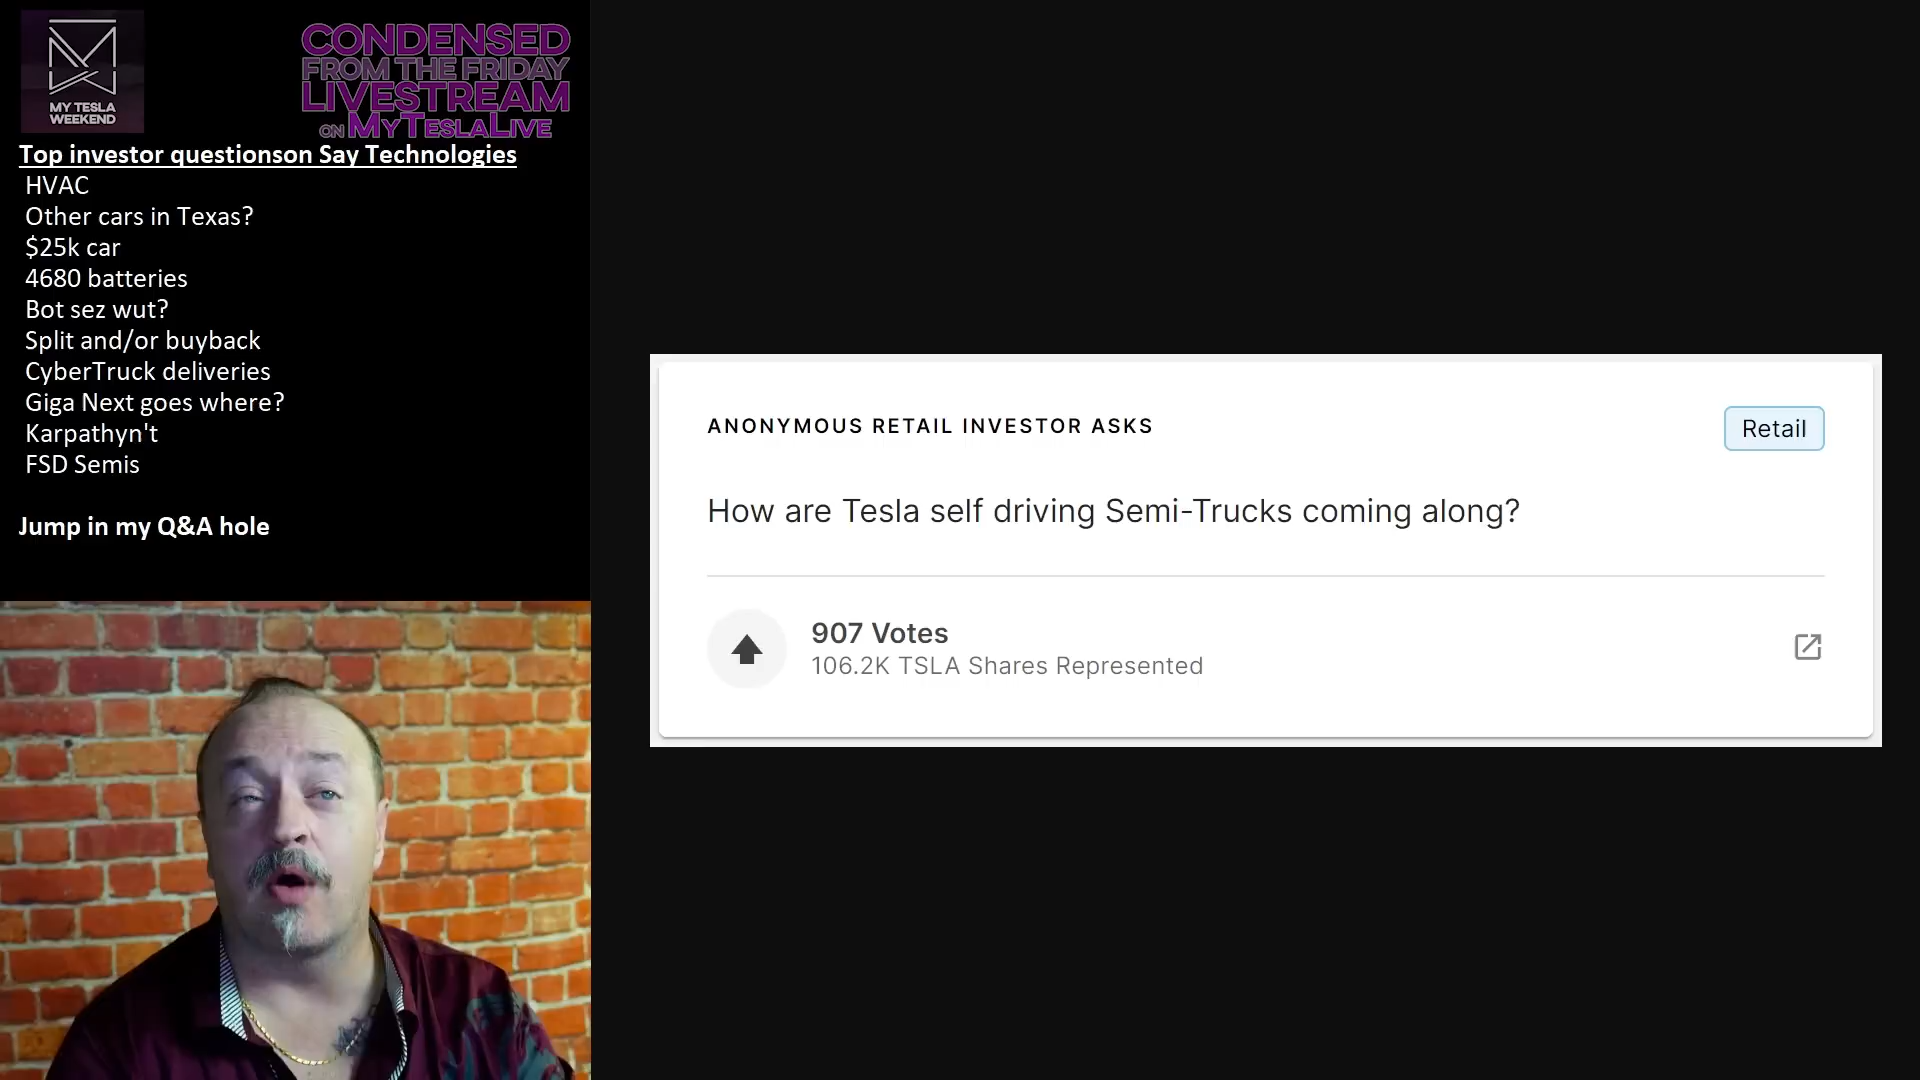 MY TESLA
WEEKEND
CONDENSED
FROM THE FRIDAY
LIVESTREAM
ON MYTESLALIVE
Top investor questionson Say Technologies
HVAC
Other cars in Texas?
$25k car
4680 batteries
Bot sez wut?
Split and/or buyback
CyberTruck deliveries
Giga Next goes where?
Karpathyn't
FSD Semis
Jump in my Q&A hole
ANONYMOUS RETAIL INVESTOR ASKS
Retail
How are Tesla self driving Semi-Trucks coming along?
907 Votes
106.2K TSLA Shares Represented